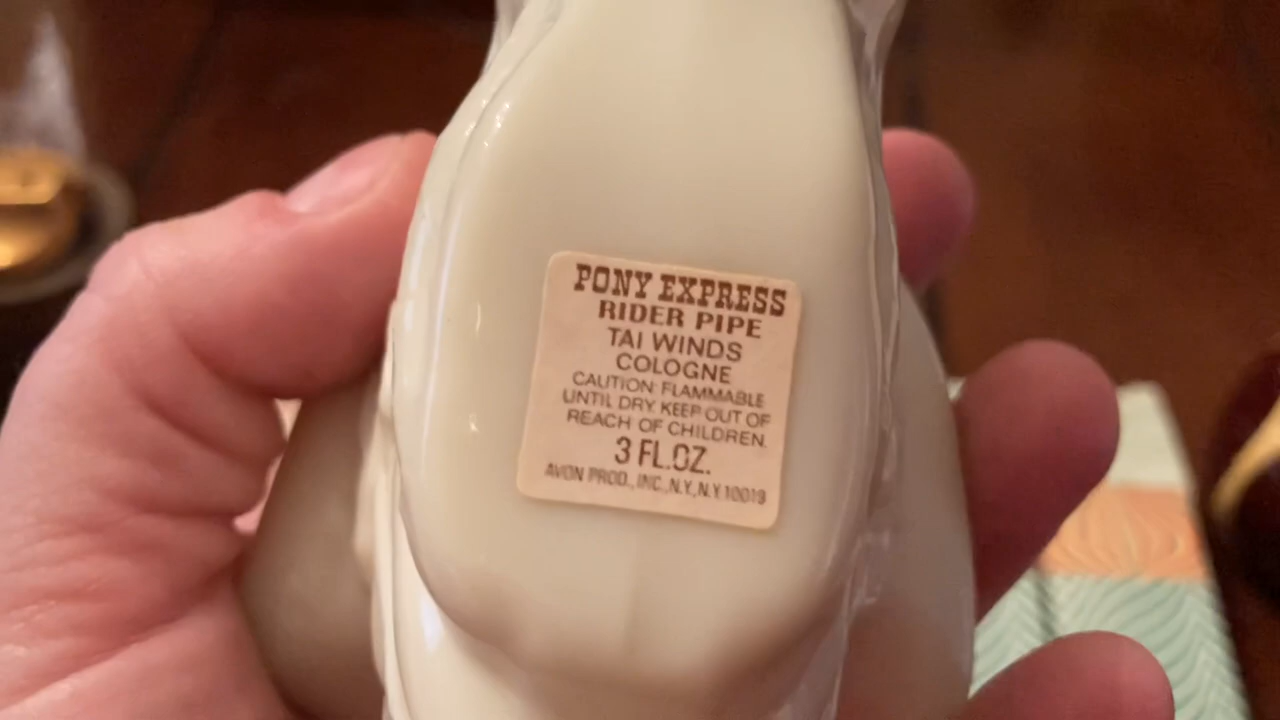 PONY EXPRESS
RIDER PIPE
TAI WINDS
COLOGNE
CAUTION: FLAMMABLE
UNTIL DRY. KEEP OUT OF
REACH OF CHILDREN.
3 FL.OZ.
AVON PROD., INC., N.Y., N.Y. 10019